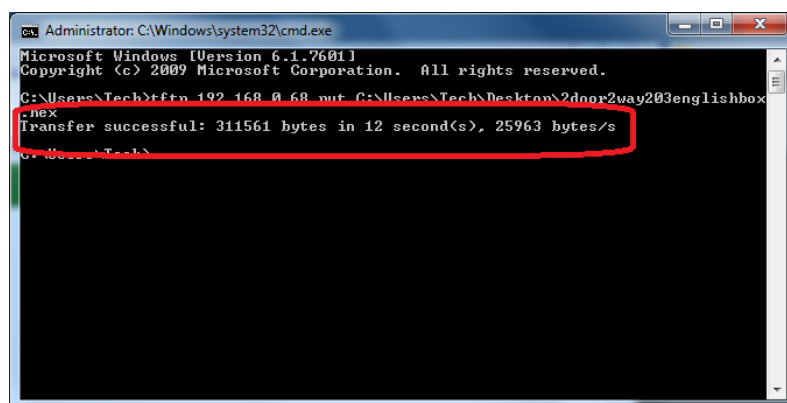 Administrator: C:\Windows\system32\cmd.exe
Microsoft Windows [Version 6.1.7601]
Copyright (c) 2009 Microsoft Corporation.  All rights reserved.
C:\Users\Tech>tftp 192.168.0.68 put C:\Users\Tech\Desktop\2door2way203englishbox
.hex
Transfer successful: 311561 bytes in 12 second(s), 25963 bytes/s
C:\Users\Tech>